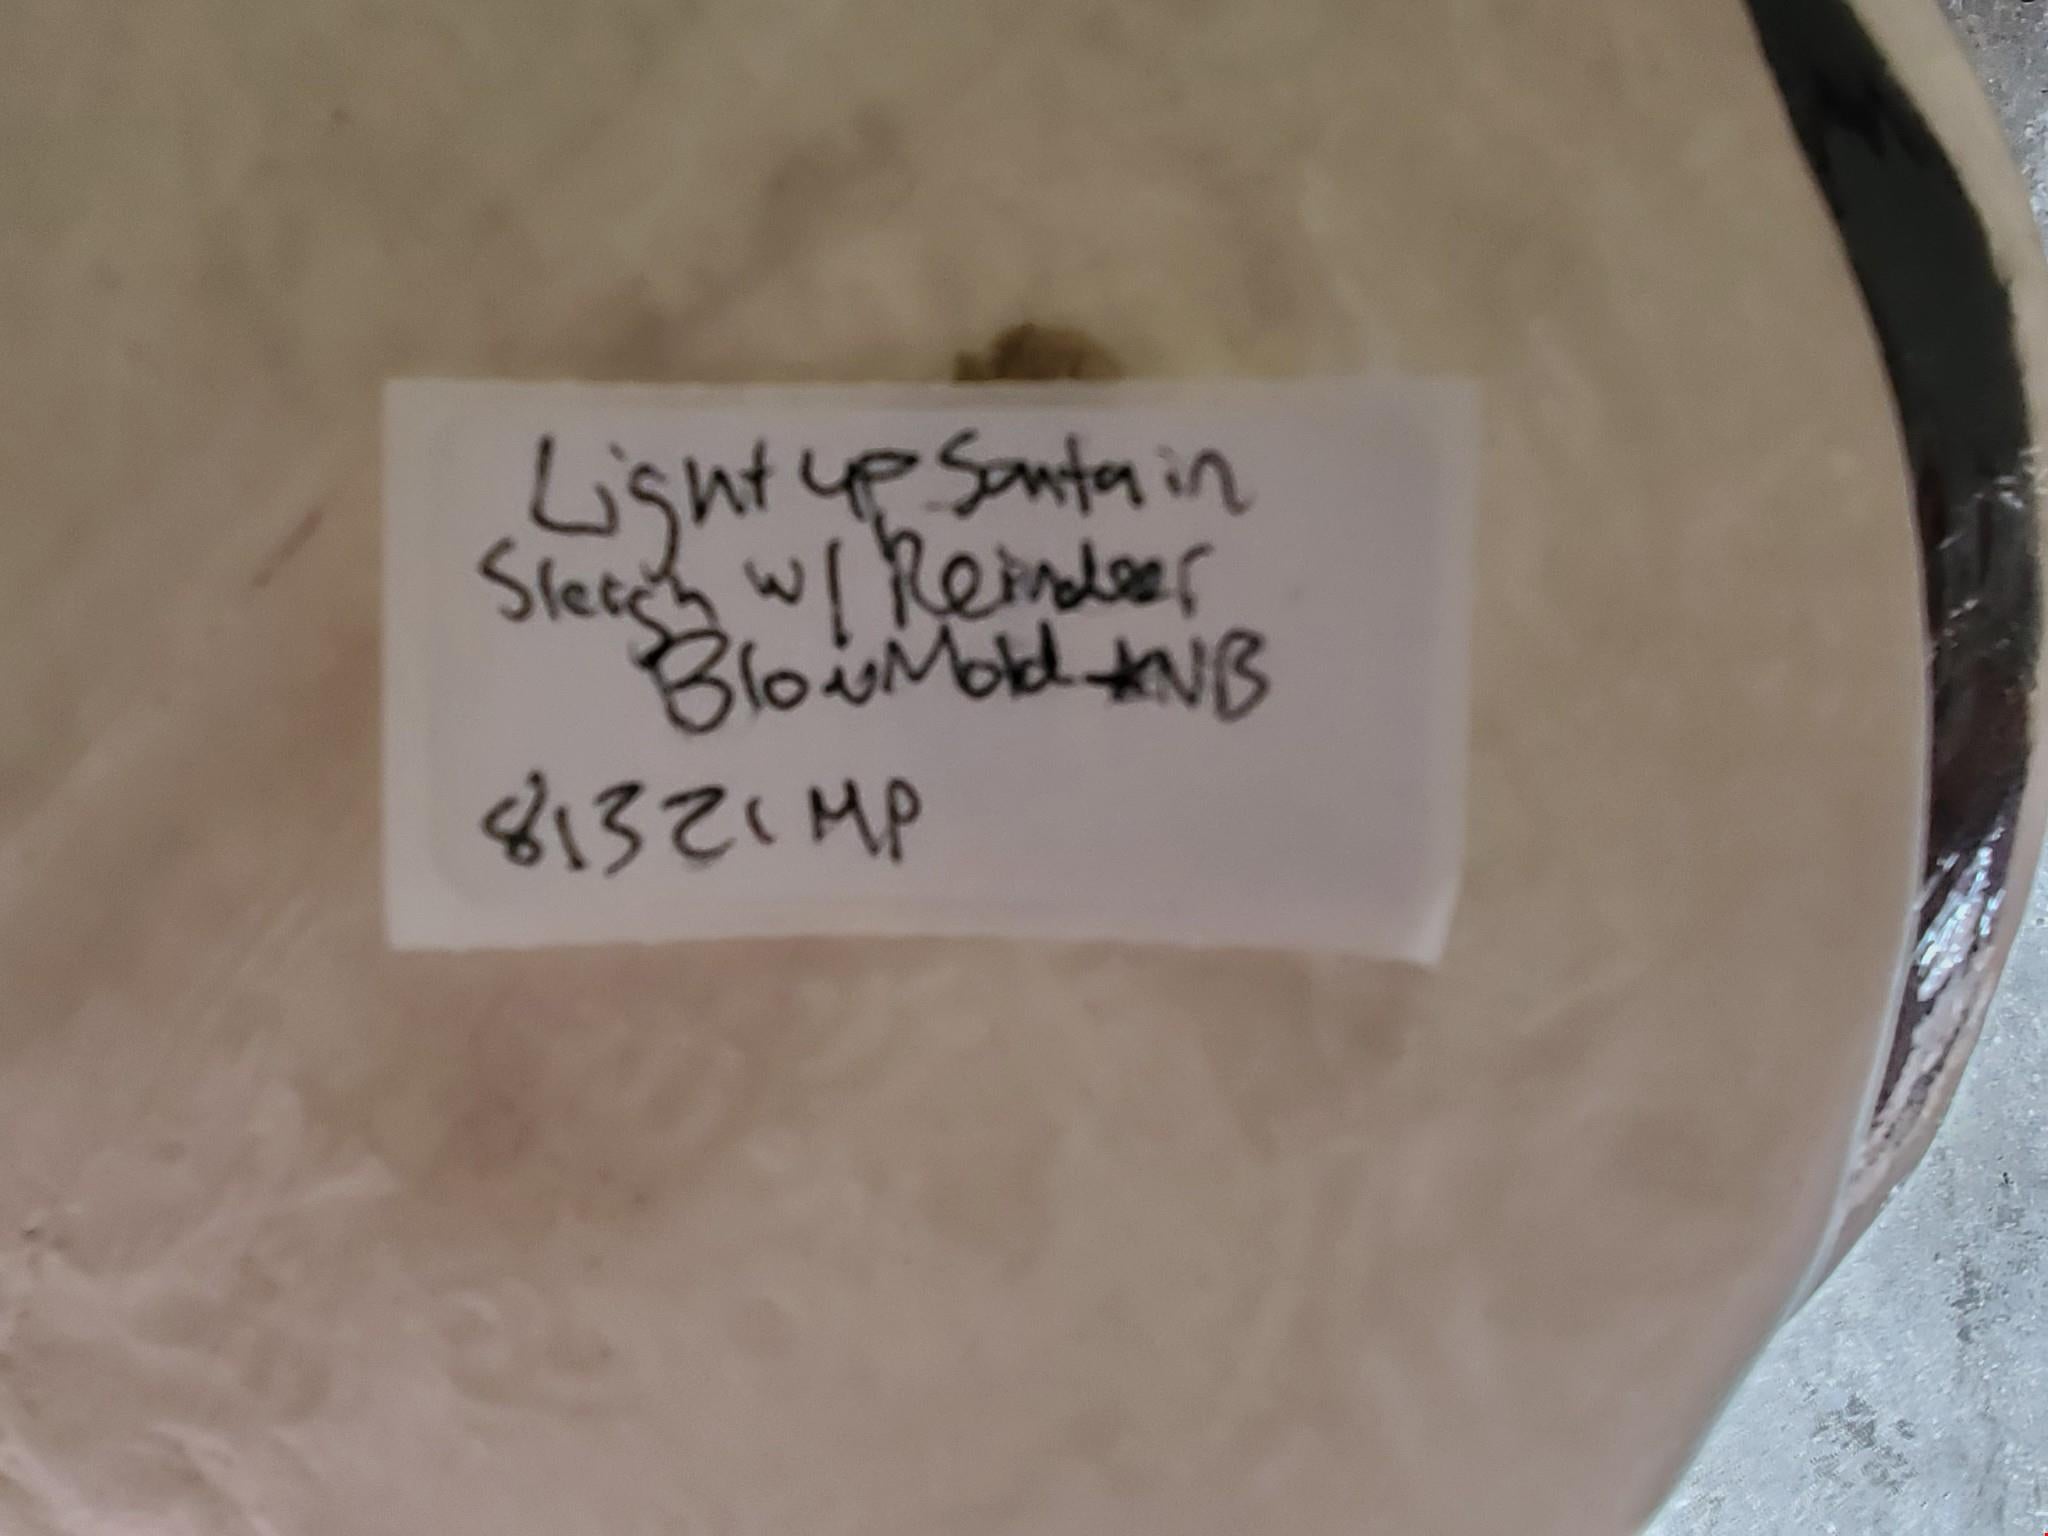 Light up Santa in
Sleigh w/ Reindeer
Blow Mold *NB
81321 MP